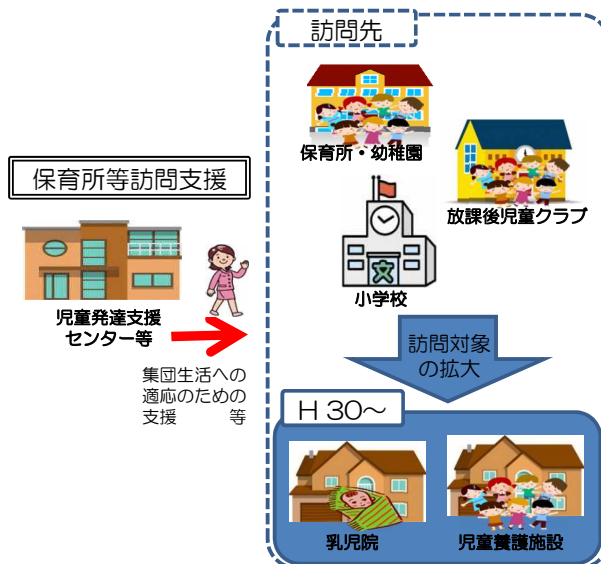 訪問先
保育所・幼稚園
放課後児童クラブ
小学校
保育所等訪問支援
児童発達支援
センター等
集団生活への
適応のための
支援　　　等
訪問対象
の拡大
H 30～
乳児院
児童養護施設
文